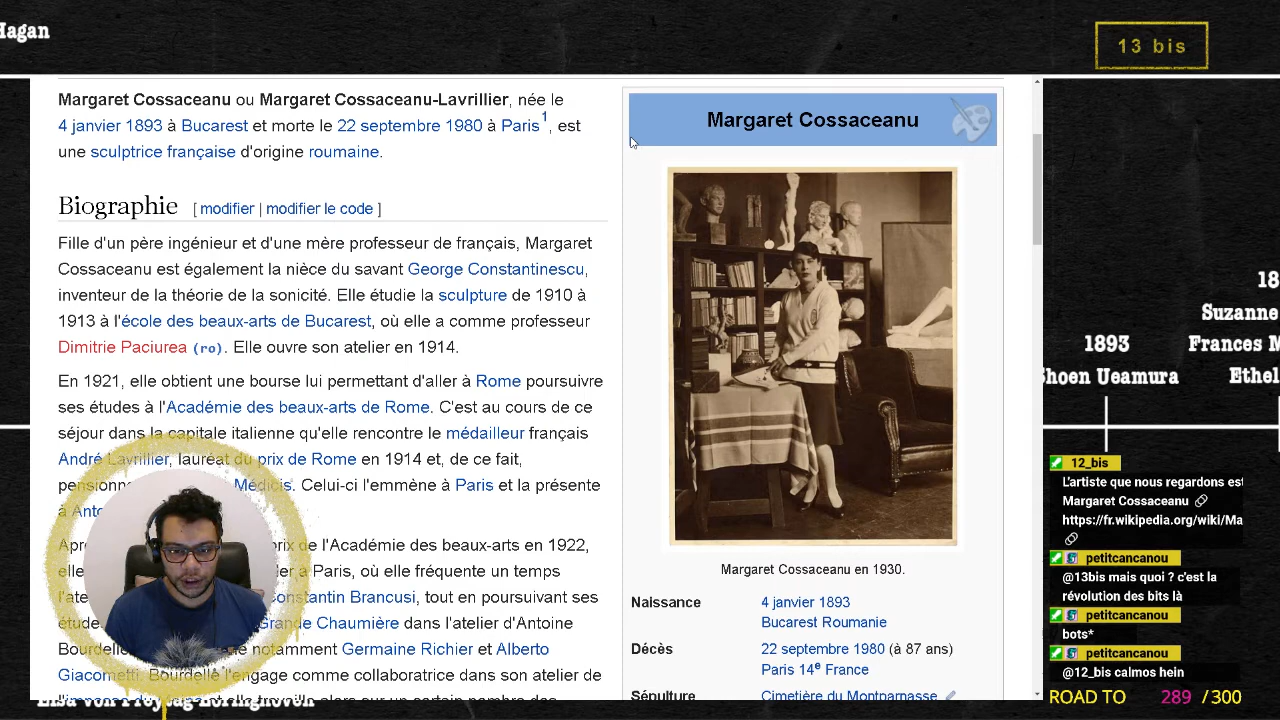 Hagan
13 bis
Margaret Cossaceanu ou Margaret Cossaceanu-Lavrillier, née le
4 janvier 1893 à Bucarest et morte le 22 septembre 1980 à Paris1, est
une sculptrice française d'origine roumaine.
Biographie [ modifier | modifier le code ]
Fille d'un père ingénieur et d'une mère professeur de français, Margaret
Cossaceanu est également la nièce du savant George Constantinescu,
inventeur de la théorie de la sonicité. Elle étudie la sculpture de 1910 à
1913 à l'école des beaux-arts de Bucarest, où elle a comme professeur
Dimitrie Paciurea (ro). Elle ouvre son atelier en 1914.
En 1921, elle obtient une bourse lui permettant d'aller à Rome poursuivre
ses études à l'Académie des beaux-arts de Rome. C'est au cours de ce
séjour dans la capitale italienne qu'elle rencontre le médailleur français
André Lavrillier, lauréat du prix de Rome en 1914 et, de ce fait,
Médicis. Celui-ci l'emmène à Paris et la présente
à
Après prix de l'Académie des beaux-arts en 1922,
elle à Paris, où elle fréquente un temps
Constantin Brancusi, tout en poursuivant ses
Grande Chaumière dans l'atelier d'Antoine
Bourdelle notamment Germaine Richier et Alberto
Giacometti. Bourdelle l'engage comme collaboratrice dans son atelier de
Margaret Cossaceanu
Margaret Cossaceanu en 1930.
Naissance 4 janvier 1893
Bucarest Roumanie
Décès 22 septembre 1980 (à 87 ans)
Paris 14e France
Sépulture Cimetière du Montparnasse
18
Suzanne
1893
Frances M
Shoen Ueamura
Ethel
12_bis
L'artiste que nous regardons est
Margaret Cossaceanu
https://fr.wikipedia.org/wiki/Ma
petitcancanou
@13bis mais quoi ? c'est la
révolution des bits là
petitcancanou
bots*
petitcancanou
@12_bis calmos hein
ROAD TO 289 / 300